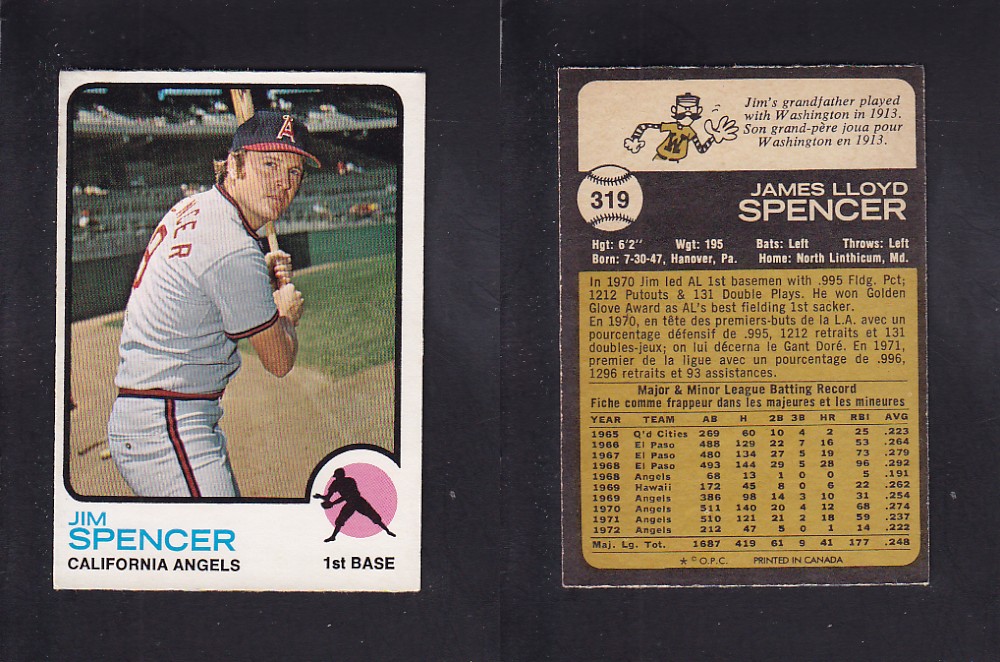 A
NCER
JIM
SPENCER
CALIFORNIA ANGELS
1st BASE
W
Jim's grandfather played
with Washington in 1913.
Son grand-père joua pour
Washington en 1913.
319
JAMES LLOYD
SPENCER
Hgt: 6'2" Wgt: 195 Bats: Left Throws: Left
Born: 7-30-47, Hanover, Pa. Home: North Linthicum, Md.
In 1970 Jim led AL 1st basemen with .995 Fldg. Pct;
1212 Putouts & 131 Double Plays. He won Golden
Glove Award as AL's best fielding 1st sacker.
En 1970, en tête des premiers-buts de la L.A. avec un
pourcentage défensif de .995, 1212 retraits et 131
doubles-jeux; on lui décerna le Gant Doré. En 1971,
premier de la ligue avec un pourcentage de .996,
1296 retraits et 93 assistances.
Major & Minor League Batting Record
Fiche comme frappeur dans les majeures et les mineures
YEAR TEAM AB H 2B 3B HR RBI AVG
1965 Q'd Cities 269 60 10 4 2 25 .223
1966 El Paso 488 129 22 7 16 53 .264
1967 El Paso 480 134 27 5 19 73 .279
1968 El Paso 493 144 29 5 28 96 .292
1968 Angels 68 13 1 0 0 5 .191
1969 Hawaii 172 45 8 0 6 22 .262
1969 Angels 386 98 14 3 10 31 .254
1970 Angels 511 140 20 4 12 68 .274
1971 Angels 510 121 21 2 18 59 .237
1972 Angels 212 47 5 0 1 14 .222
Maj. Lg. Tot. 1687 419 61 9 41 177 .248
* © O.P.C. PRINTED IN CANADA